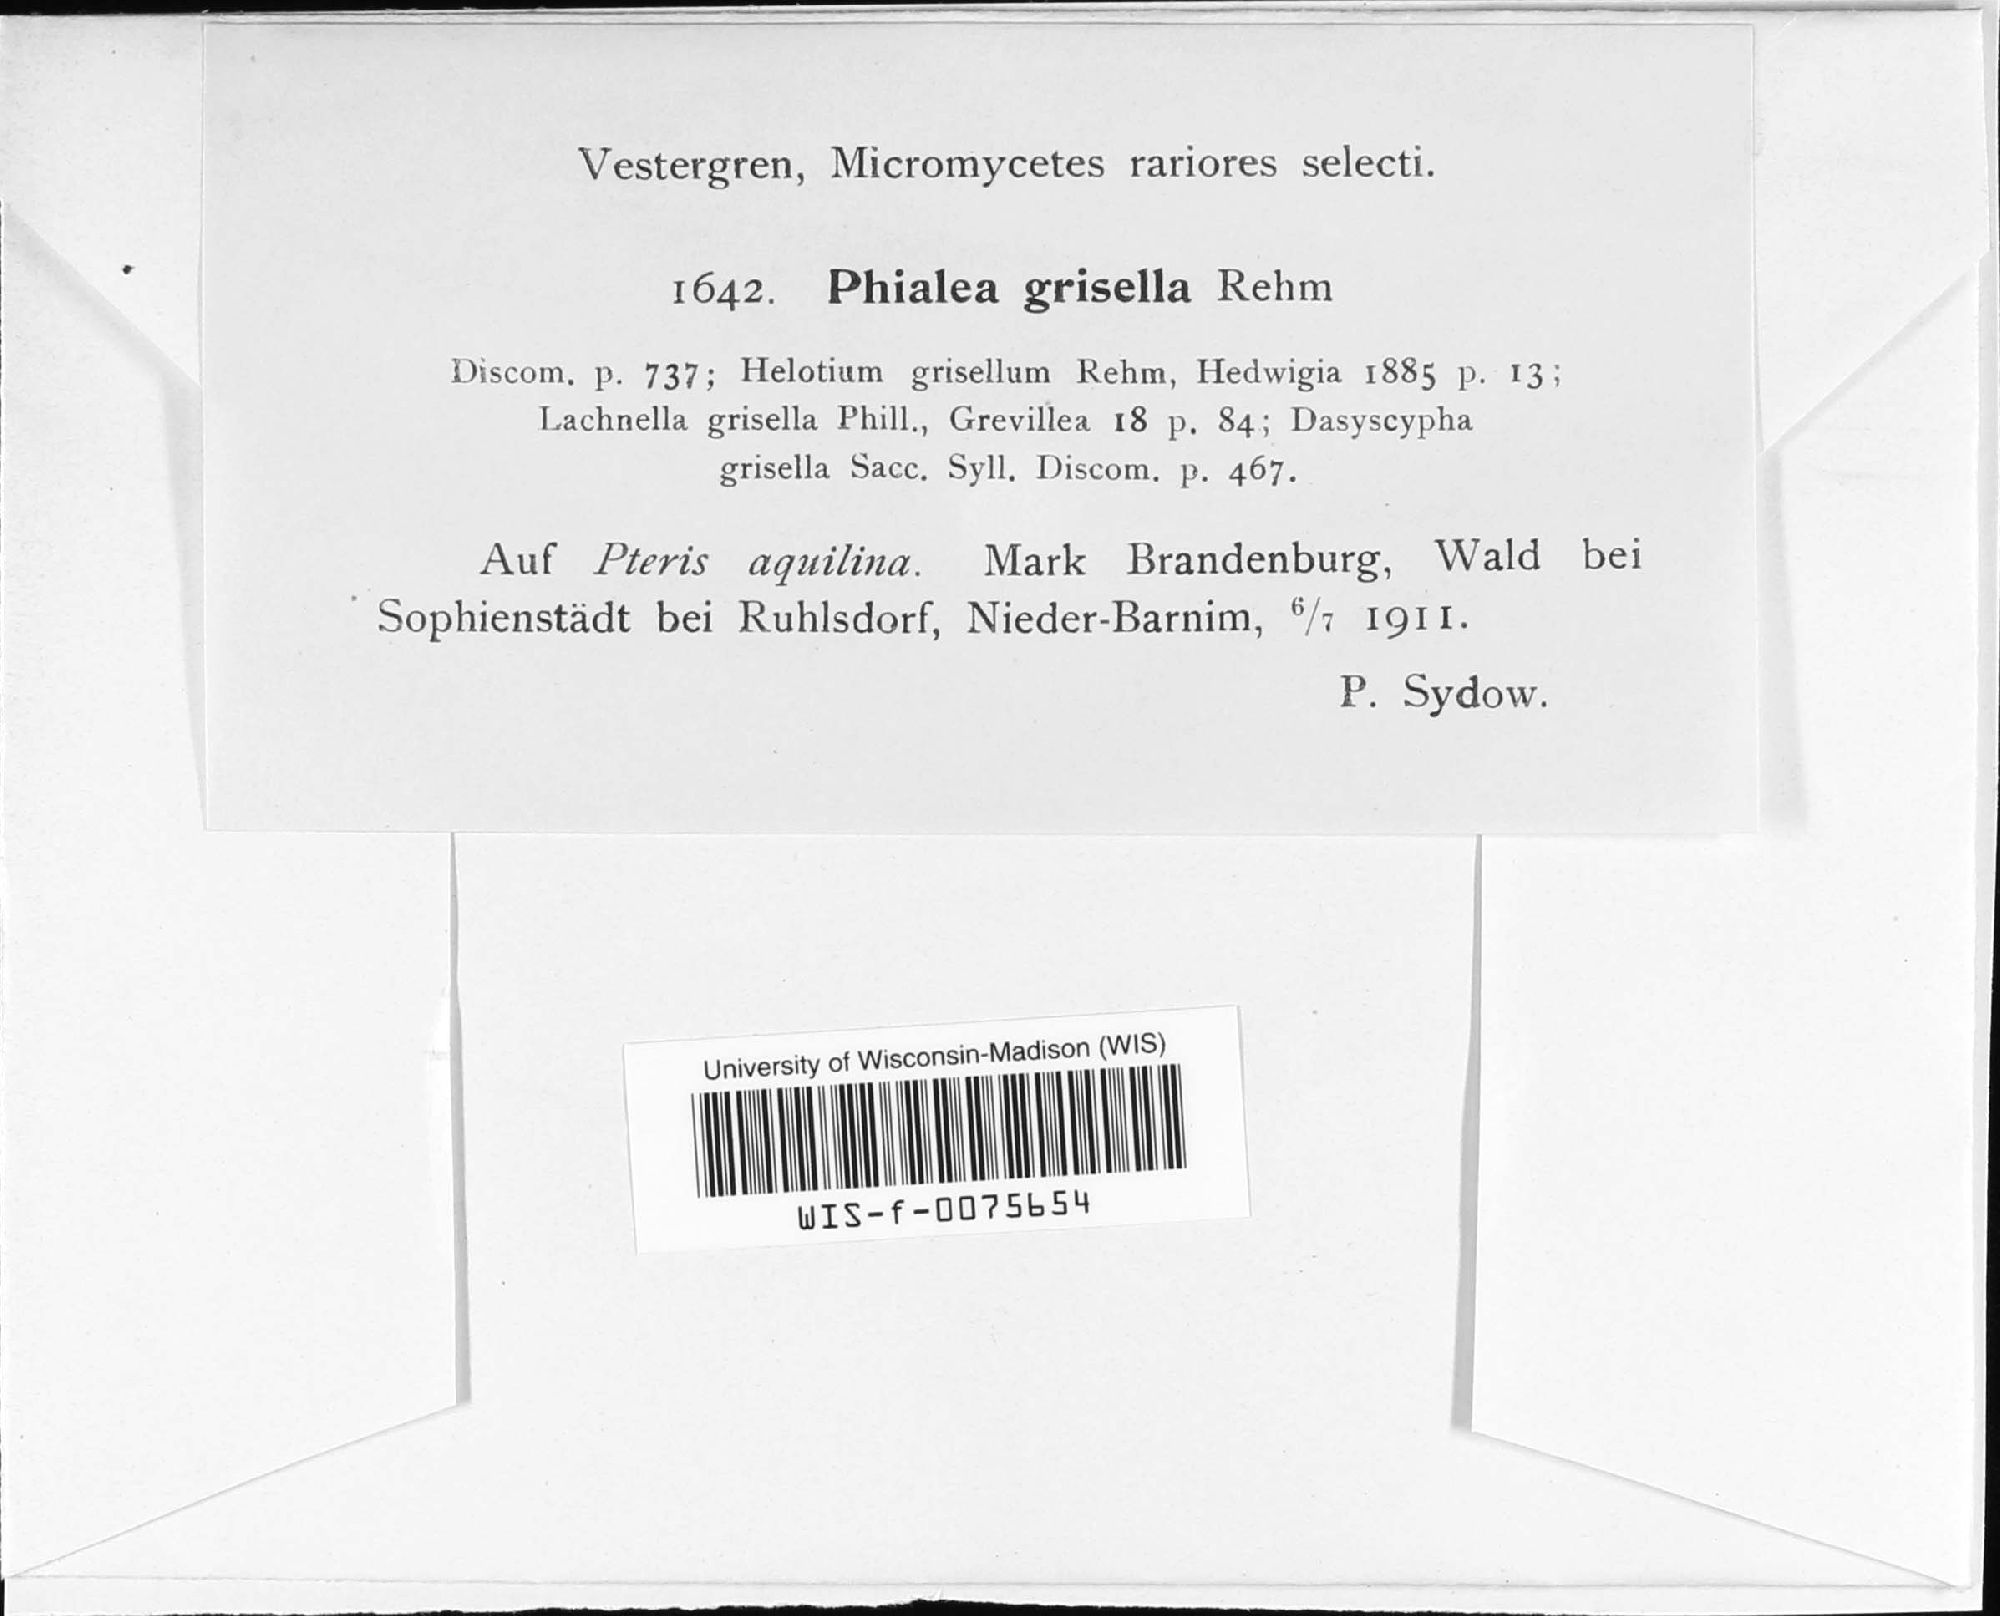 Vestergren, Micromycetes rariores selecti.
1642. Phialea grisella Rehm
Discom. p. 737; Helotium grisellum Rehm, Hedwigia 1885 p. 13;
Lachnella grisella Phill., Grevillea 18 p. 84; Dasyscypha
grisella Sacc. Syll. Discom. p. 467.
Auf Pteris aquilina. Mark Brandenburg, Wald bei
Sophienstädt bei Ruhlsdorf, Nieder-Barnim, 6/7 1911.
P. Sydow.
University of Wisconsin-Madison (WIS)
WIS-f-0075654